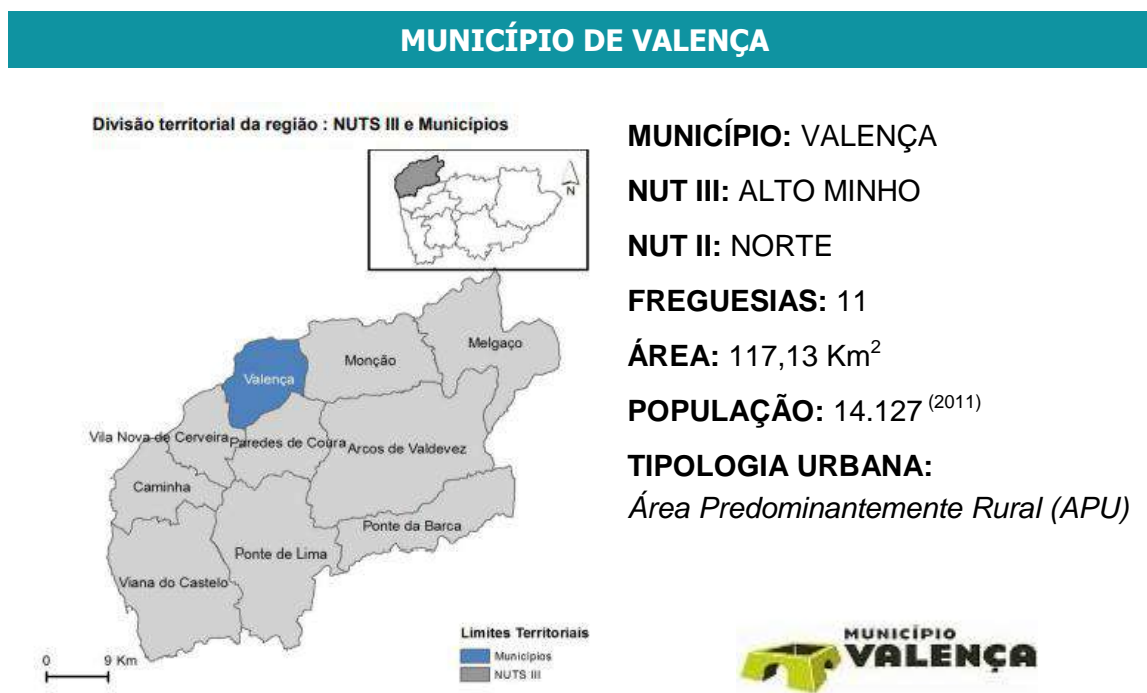 MUNICÍPIO DE VALENÇA
Divisão territorial da região : NUTS III e Municípios
N
Melgaço
Monção
Valença
Vila Nova de Cerveira
Paredes de Coura
Arcos de Valdevez
Caminha
Ponte da Barca
Ponte de Lima
Viana do Castelo
Limites Territoriais
Municípios
NUTS III
0 9 Km
MUNICÍPIO: VALENÇA
NUT III: ALTO MINHO
NUT II: NORTE
FREGUESIAS: 11
ÁREA: 117,13 Km²
POPULAÇÃO: 14.127 (2011)
TIPOLOGIA URBANA:
Área Predominantemente Rural (APU)
MUNICÍPIO
VALENÇA